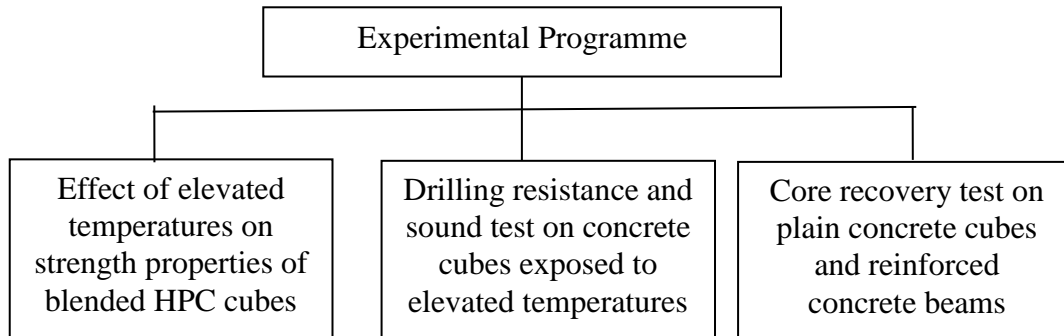 Experimental Programme
Effect of elevated
temperatures on
strength properties of
blended HPC cubes
Drilling resistance and
sound test on concrete
cubes exposed to
elevated temperatures
Core recovery test on
plain concrete cubes
and reinforced
concrete beams